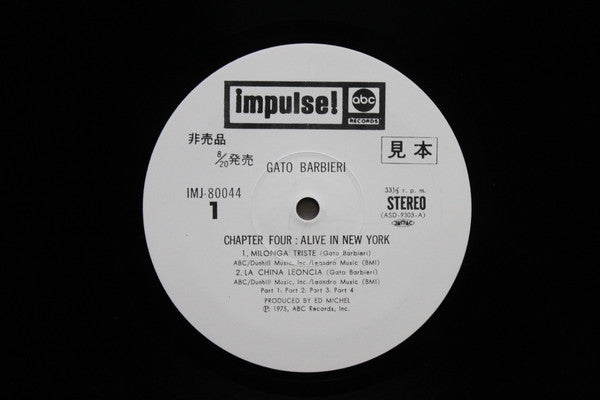 impulse!
abc
RECORDS
非売品
8/20発売
見本
GATO BARBIERI
IMJ-80044
1
33⅓ r. p. m.
STEREO
(ASD-9303-A)
CHAPTER FOUR : ALIVE IN NEW YORK
1. MILONGA TRISTE (Gato Barbieri)
ABC/Dunhill Music, Inc./Leandro Music (BMI)
2. LA CHINA LEONCIA (Gato Barbieri)
ABC/Dunhill Music, Inc./Leandro Music (BMI)
Part 1: Part 2: Part 3: Part 4
PRODUCED BY ED MICHEL
Ⓟ 1975, ABC Records, Inc.